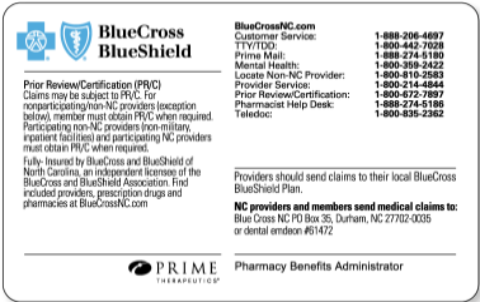 BlueCross
BlueShield
Prior Review/Certification (PR/C)
Claims may be subject to PR/C. For
nonparticipating/non-NC providers (exception
below), member must obtain PR/C when required.
Participating non-NC providers (non-military,
inpatient facilities) and participating NC providers
must obtain PR/C when required.
Fully- Insured by BlueCross and BlueShield of
North Carolina, an independent licensee of the
BlueCross and BlueShield Association. Find
included providers, prescription drugs and
pharmacies at BlueCrossNC.com
PRIME
THERAPEUTICS®
BlueCrossNC.com
Customer Service: 1-888-206-4697
TTY/TDD: 1-800-442-7028
Prime Mail: 1-888-274-5180
Mental Health: 1-800-359-2422
Locate Non-NC Provider: 1-800-810-2583
Provider Service: 1-800-214-4844
Prior Review/Certification: 1-800-672-7897
Pharmacist Help Desk: 1-888-274-5186
Teledoc: 1-800-835-2362
Providers should send claims to their local BlueCross
BlueShield Plan.
NC providers and members send medical claims to:
Blue Cross NC PO Box 35, Durham, NC 27702-0035
or dental emdeon #61472
Pharmacy Benefits Administrator